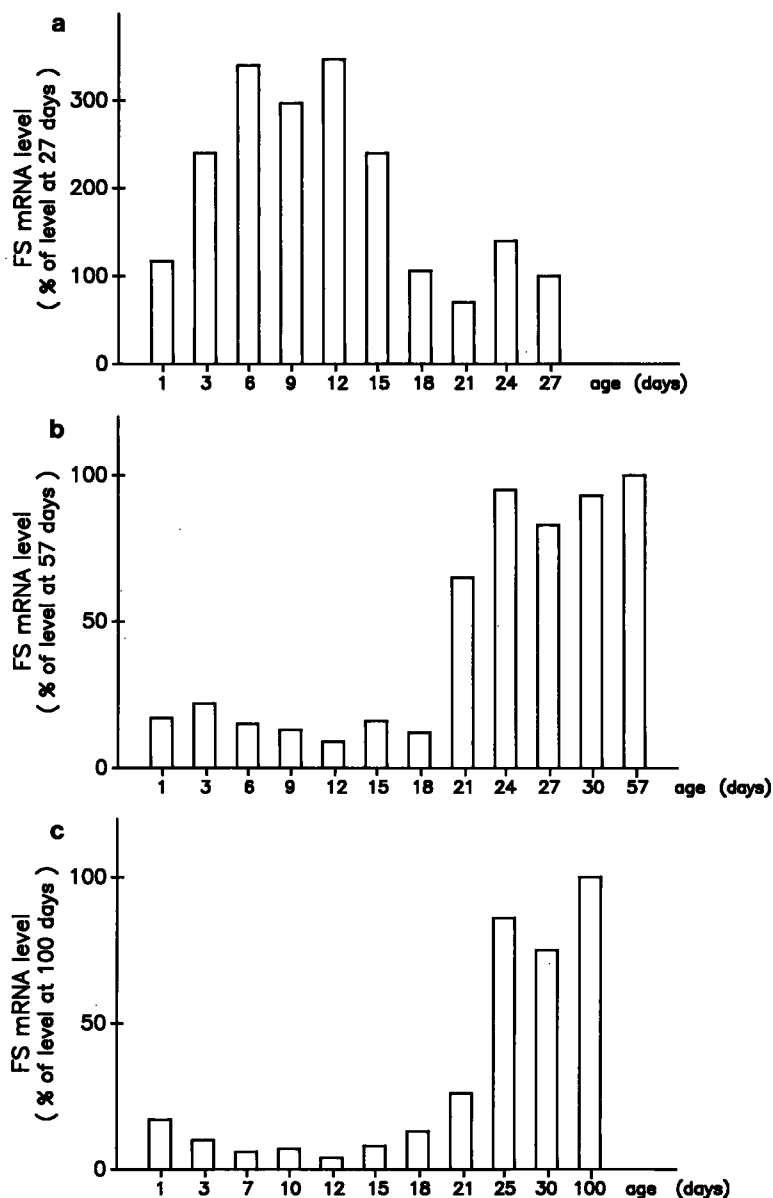 a
FS mRNA level
( % of level at 27 days )
300
200
100
0
1 3 6 9 12 15 18 21 24 27 age (days)
b
FS mRNA level
( % of level at 57 days )
100
50
0
1 3 6 9 12 15 18 21 24 27 30 57 age (days)
c
FS mRNA level
( % of level at 100 days )
100
50
0
1 3 7 10 12 15 18 21 25 30 100 age (days)